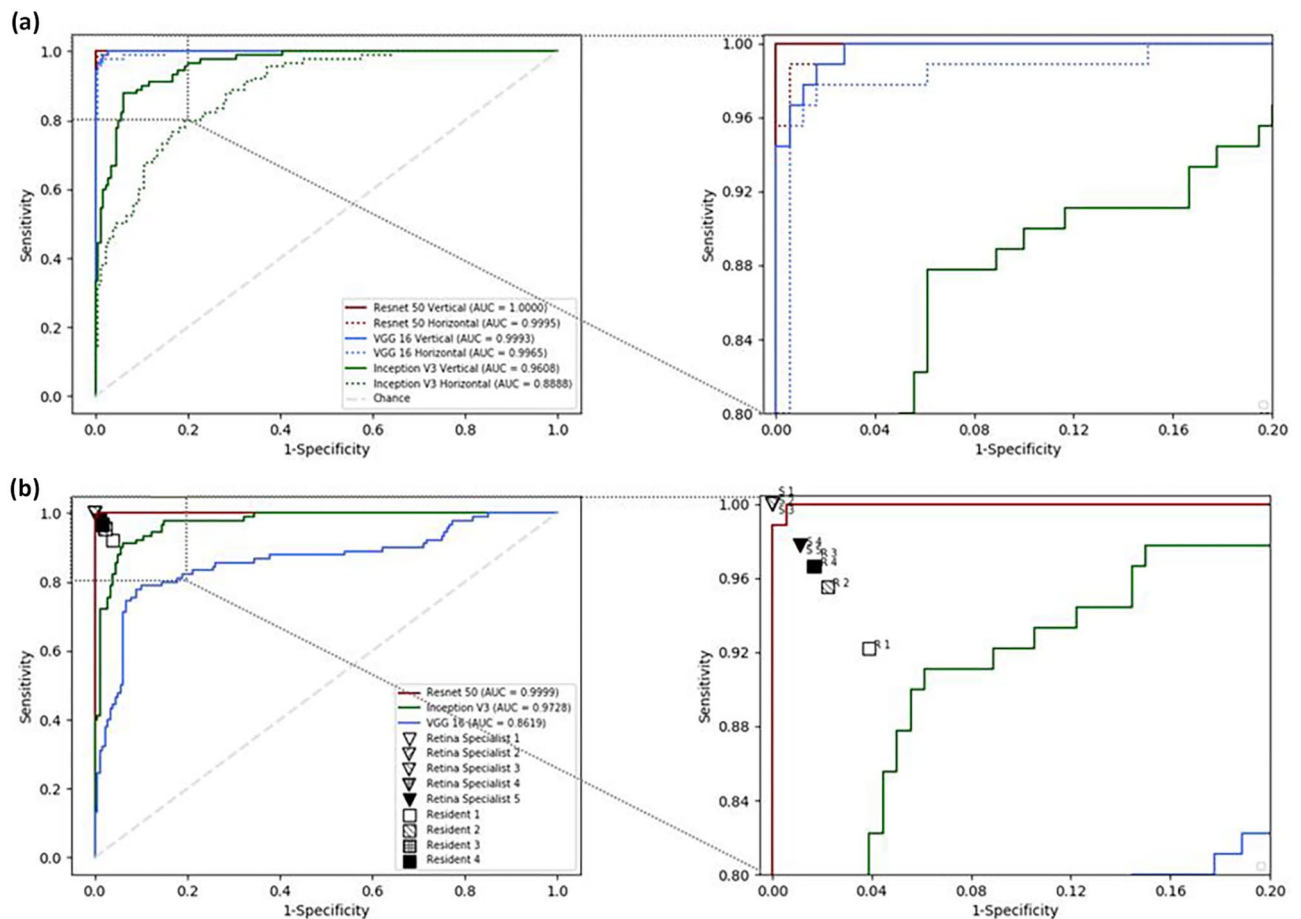 (a)
1.0
0.8
0.6
0.4
0.2
0.0
Sensitivity
0.0
0.2
0.4
0.6
0.8
1.0
1-Specificity
Resnet 50 Vertical (AUC = 1.0000)
Resnet 50 Horizontal (AUC = 0.9995)
VGG 16 Vertical (AUC = 0.9993)
VGG 16 Horizontal (AUC = 0.9965)
Inception V3 Vertical (AUC = 0.9608)
Inception V3 Horizontal (AUC = 0.8888)
Chance
1.00
0.96
0.92
0.88
0.84
0.80
Sensitivity
0.00
0.04
0.08
0.12
0.16
0.20
1-Specificity
(b)
1.0
0.8
0.6
0.4
0.2
0.0
Sensitivity
0.0
0.2
0.4
0.6
0.8
1.0
1-Specificity
Resnet 50 (AUC = 0.9999)
Inception V3 (AUC = 0.9728)
VGG 16 (AUC = 0.8619)
Retina Specialist 1
Retina Specialist 2
Retina Specialist 3
Retina Specialist 4
Retina Specialist 5
Resident 1
Resident 2
Resident 3
Resident 4
1.00
0.96
0.92
0.88
0.84
0.80
Sensitivity
S 1
S 2
S 3
S 4
S 5
R 3
R 4
R 2
R 1
0.00
0.04
0.08
0.12
0.16
0.20
1-Specificity